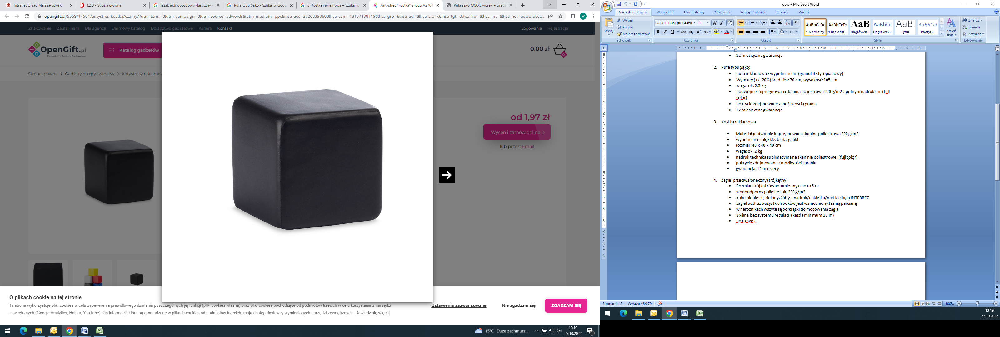 Intranet Urząd Marszałkowski
EZD - Strona główna
leżak jednoosobowy klasyczny -
Pufa typu Sako - Szukaj w Goog
3. Kostka reklamowa – Szukaj w
Antystres "kostka" z logo V2704
Pufa sako XXXXL worek + gratis
opengift.pl/5559/14501/antystres-kostka/czarny/?utm_term=&utm_campaign=&utm_source=adwords&utm_medium=ppc&hsa_acc=2726839060&hsa_cam=18137138119&hsa_grp=&hsa_ad=&hsa_src=x&hsa_tgt=&hsa_kw=&hsa_mt=&hsa_net=adwords&...
W
Znakowanie Zaufali nam Dla agencji Darmowy katalog Doradztwo gadżetowe Kariera Kontakt
Logowanie Rejestracja
OpenGift.pl
Pomysłowe Gadżety Reklamowe
Katalog gadżetów
0,00 zł
0
Strona główna > Gadżety do gry i zabawy > Antystresy reklamow
od 1,97 zł
Wyceń i zamów online >
lub przez: Email
O plikach cookie na tej stronie
Ta strona wykorzystuje pliki cookies w celu zapewnienia prawidłowego działania poszczególnych jej funkcji (pliki cookies własne) oraz pliki cookies pochodzące od podmiotów trzecich w celu korzystania z narzędzi
zewnętrznych (Google Analytics, HotJar, YouTube). Do informacji, które są gromadzone w plikach cookies od podmiotów trzecich, mają dostęp dostawcy wymienionych narzędzi zewnętrznych. Dowiedz się więcej
Ustawienia zaawansowane
Nie zgadzam się
ZGADZAM SIĘ
15°C Duże zachmurz...
13:19
27.10.2022
1
opis - Microsoft Word
Narzędzia główne Wstawianie Układ strony Odwołania Korespondencja Recenzja Widok
Wklej
Wytnij
Kopiuj
Malarz formatów
Schowek
Calibri (Tekst podstawc 11
Czcionka
Akapit
AaBbCcDc AaBbCcDc AaB AaBbCc AaBl AaBbCcL
¶ Normalny ¶ Bez odst... Nagłówek 1 Nagłówek 2 Tytuł Podtytuł
Zmień
style
Style
Znajdź
Zamień
Zaznacz
Edytowanie
• 12 miesięczna gwarancja
2. Pufa typu Sako:
• pufa reklamowa z wypełnieniem (granulat styropianowy)
• Wymiary (+/- 20%) średnica: 70 cm, wysokość: 105 cm
• waga: ok. 2,5 kg
• podwójnie impregnowana tkanina poliestrowa 220 g/m2 z pełnym nadrukiem (full
color)
• pokrycie zdejmowane z możliwością prania
• 12 miesięczna gwarancja
3. Kostka reklamowa
• Materiał podwójnie impregnowana tkanina poliestrowa 220 g/m2
• wypełnienie miękkie: blok z gąbki
• rozmiar: 40 x 40 x 40 cm
• waga: ok. 2 kg
• nadruk techniką sublimacyjną na tkaninie poliestrowej (full color)
• pokrycie zdejmowane z możliwością prania
• gwarancja: 12 miesięcy
4. Żagiel przeciwsłoneczny (trójkątny)
• Rozmiar: trójkąt równoramienny o boku 5 m
• wodoodporny poliester ok. 200 g/m2
• kolor niebieski, zielony, żółty + nadruk/naklejka/metka z logo INTERREG
• żagiel wzdłuż wszystkich boków jest wzmocniony taśmą parcianą
• w narożnikach wszyte są półkrążki do mocowania żagla
• 3 x lina bez systemu regulacji (każda minimum 10 m)
• pokroweic
Strona: 1 z 2 Wyrazy: 46/279
100%
13:19
27.10.2022